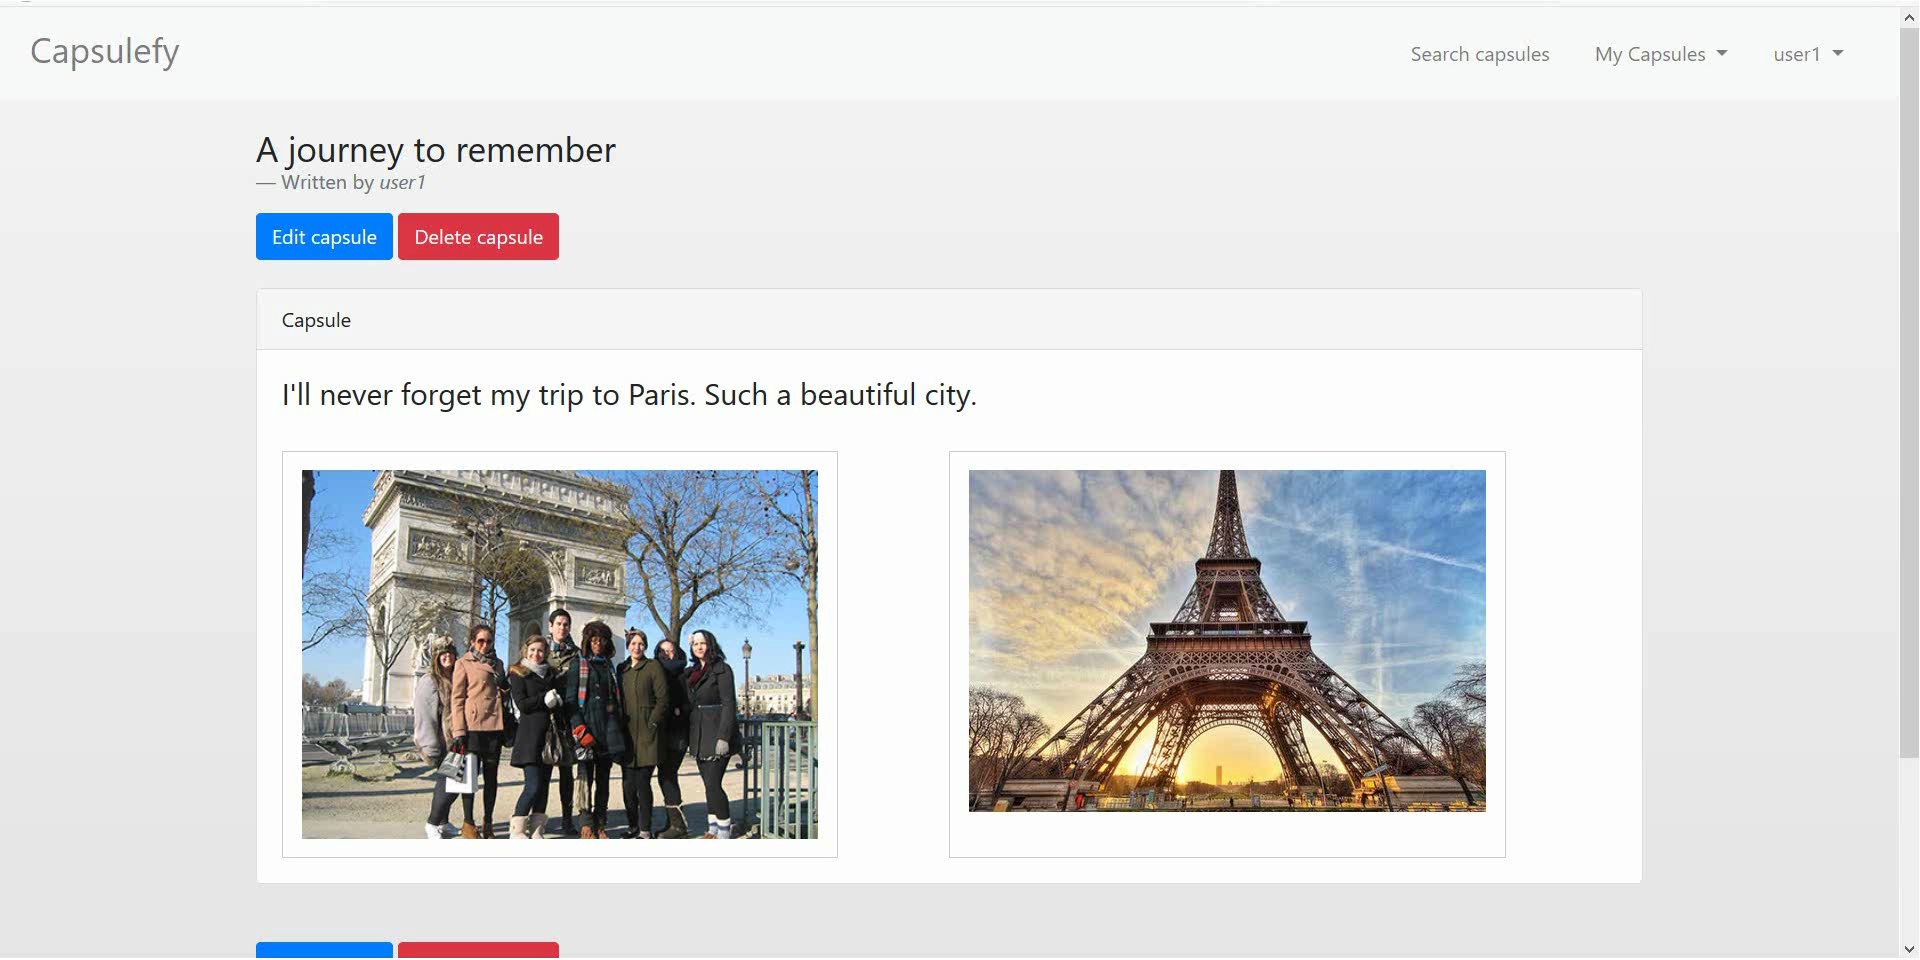 Capsulefy
Search capsules
My Capsules
user1
A journey to remember
— Written by user1
Edit capsule
Delete capsule
Capsule
I'll never forget my trip to Paris. Such a beautiful city.